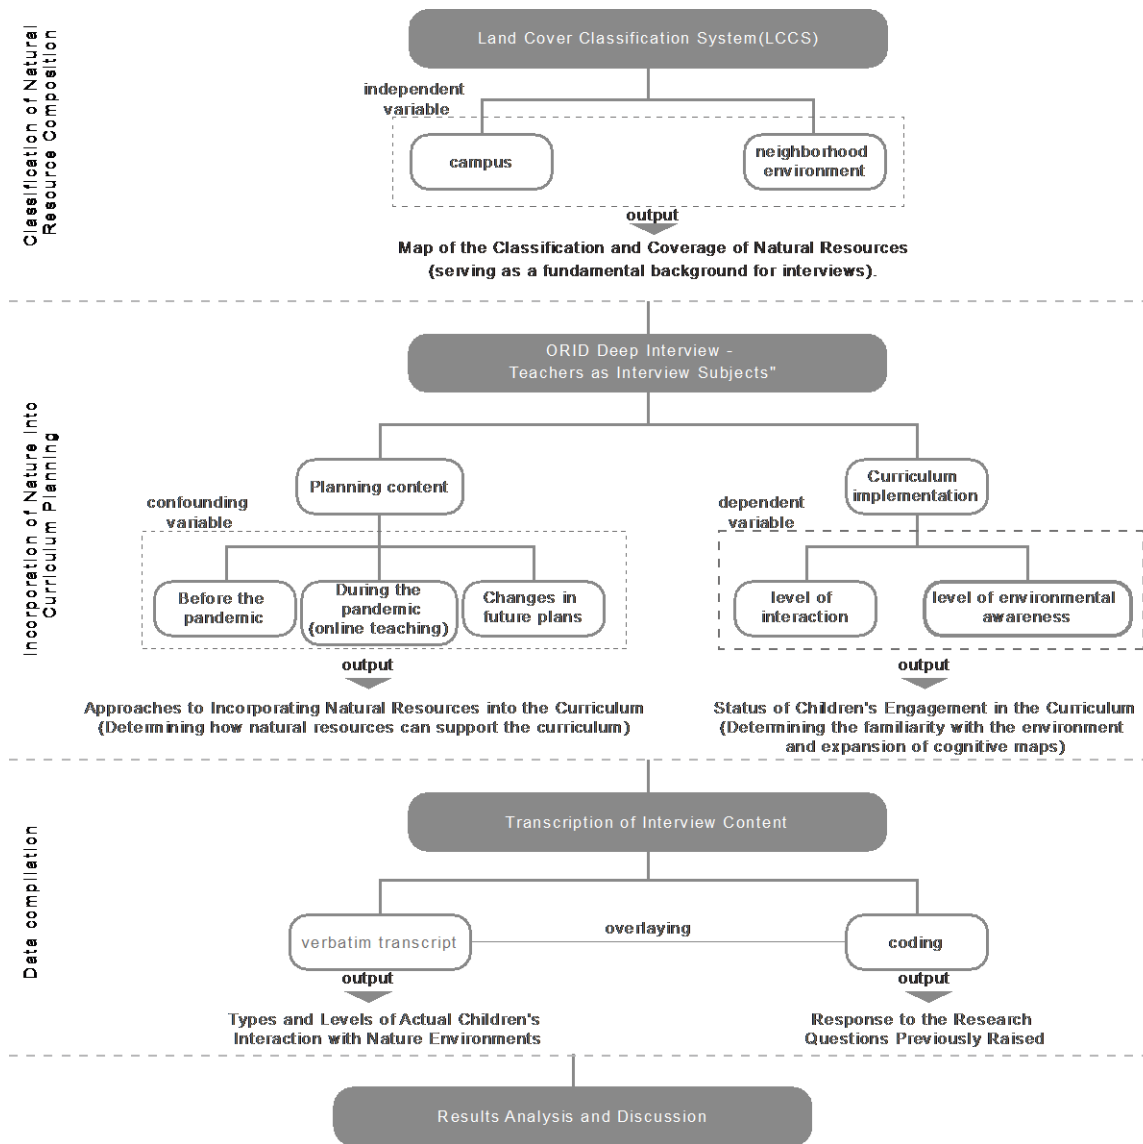 Classification of Natural
Resource Composition
Land Cover Classification System(LCCS)
independent
variable
campus
neighborhood
environment
output
Map of the Classification and Coverage of Natural Resources
(serving as a fundamental background for interviews).
Incorporation of Nature into
Curriculum Planning
ORID Deep Interview -
Teachers as Interview Subjects"
Planning content
Curriculum
implementation
confounding
variable
dependent
variable
Before the
pandemic
During the
pandemic
(online teaching)
Changes in
future plans
level of
interaction
level of environmental
awareness
output
output
Approaches to Incorporating Natural Resources into the Curriculum
(Determining how natural resources can support the curriculum)
Status of Children's Engagement in the Curriculum
(Determining the familiarity with the environment
and expansion of cognitive maps)
Data compilation
Transcription of Interview Content
verbatim transcript
overlaying
coding
output
output
Types and Levels of Actual Children's
Interaction with Nature Environments
Response to the Research
Questions Previously Raised
Results Analysis and Discussion